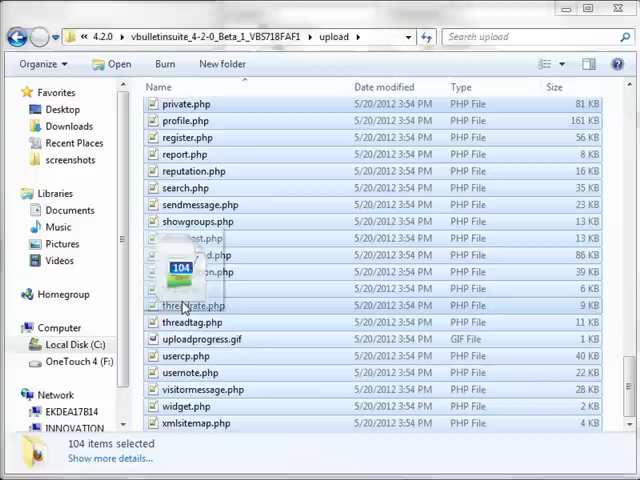 4.2.0 vbulletinsuite_4-2-0_Beta_1_VBS718FAF1 upload Search upload
Organize Open Burn New folder
Name Date modified Type Size
Favorites
Desktop
Downloads
Recent Places
screenshots
Libraries
Documents
Music
Pictures
Videos
Homegroup
Computer
Local Disk (C:)
OneTouch 4 (F:)
Network
EKDEA17B14
INNOVATION
private.php 5/20/2012 3:54 PM PHP File 81 KB
profile.php 5/20/2012 3:54 PM PHP File 161 KB
register.php 5/20/2012 3:54 PM PHP File 56 KB
report.php 5/20/2012 3:54 PM PHP File 8 KB
reputation.php 5/20/2012 3:54 PM PHP File 16 KB
search.php 5/20/2012 3:54 PM PHP File 35 KB
sendmessage.php 5/20/2012 3:54 PM PHP File 23 KB
showgroups.php 5/20/2012 3:54 PM PHP File 8 KB
5/20/2012 3:54 PM PHP File 6 KB
5/20/2012 3:54 PM PHP File 86 KB
5/20/2012 3:54 PM PHP File 39 KB
5/20/2012 3:54 PM PHP File 6 KB
threadrate.php 5/20/2012 3:54 PM PHP File 9 KB
threadtag.php 5/20/2012 3:54 PM PHP File 11 KB
uploadprogress.gif 5/20/2012 3:54 PM GIF File 1 KB
usercp.php 5/20/2012 3:54 PM PHP File 40 KB
usernote.php 5/20/2012 3:54 PM PHP File 22 KB
visitormessage.php 5/20/2012 3:54 PM PHP File 32 KB
widget.php 5/20/2012 3:54 PM PHP File 2 KB
xmlsitemap.php 5/20/2012 3:54 PM PHP File 4 KB
104
104 items selected
Show more details...